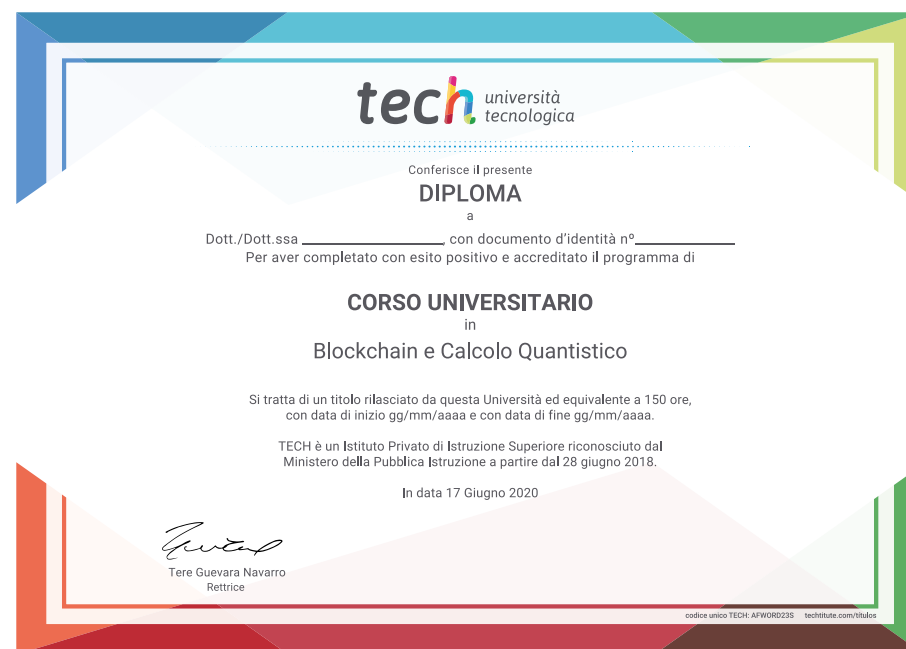 tech università
tecnologica
Conferisce il presente
DIPLOMA
a
Dott./Dott.ssa ____________________, con documento d'identità nº______________
Per aver completato con esito positivo e accreditato il programma di
CORSO UNIVERSITARIO
in
Blockchain e Calcolo Quantistico
Si tratta di un titolo rilasciato da questa Università ed equivalente a 150 ore,
con data di inizio gg/mm/aaaa e con data di fine gg/mm/aaaa.
TECH è un Istituto Privato di Istruzione Superiore riconosciuto dal
Ministero della Pubblica Istruzione a partire dal 28 giugno 2018.
In data 17 Giugno 2020
Tere Guevara Navarro
Rettrice
codice unico TECH: AFWORD23S techtitute.com/titulos